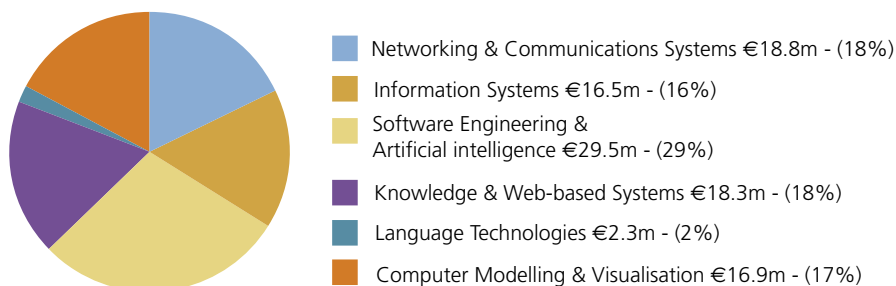 Networking & Communications Systems €18.8m - (18%)
Information Systems €16.5m - (16%)
Software Engineering &
Artificial intelligence €29.5m - (29%)
Knowledge & Web-based Systems €18.3m - (18%)
Language Technologies €2.3m - (2%)
Computer Modelling & Visualisation €16.9m - (17%)